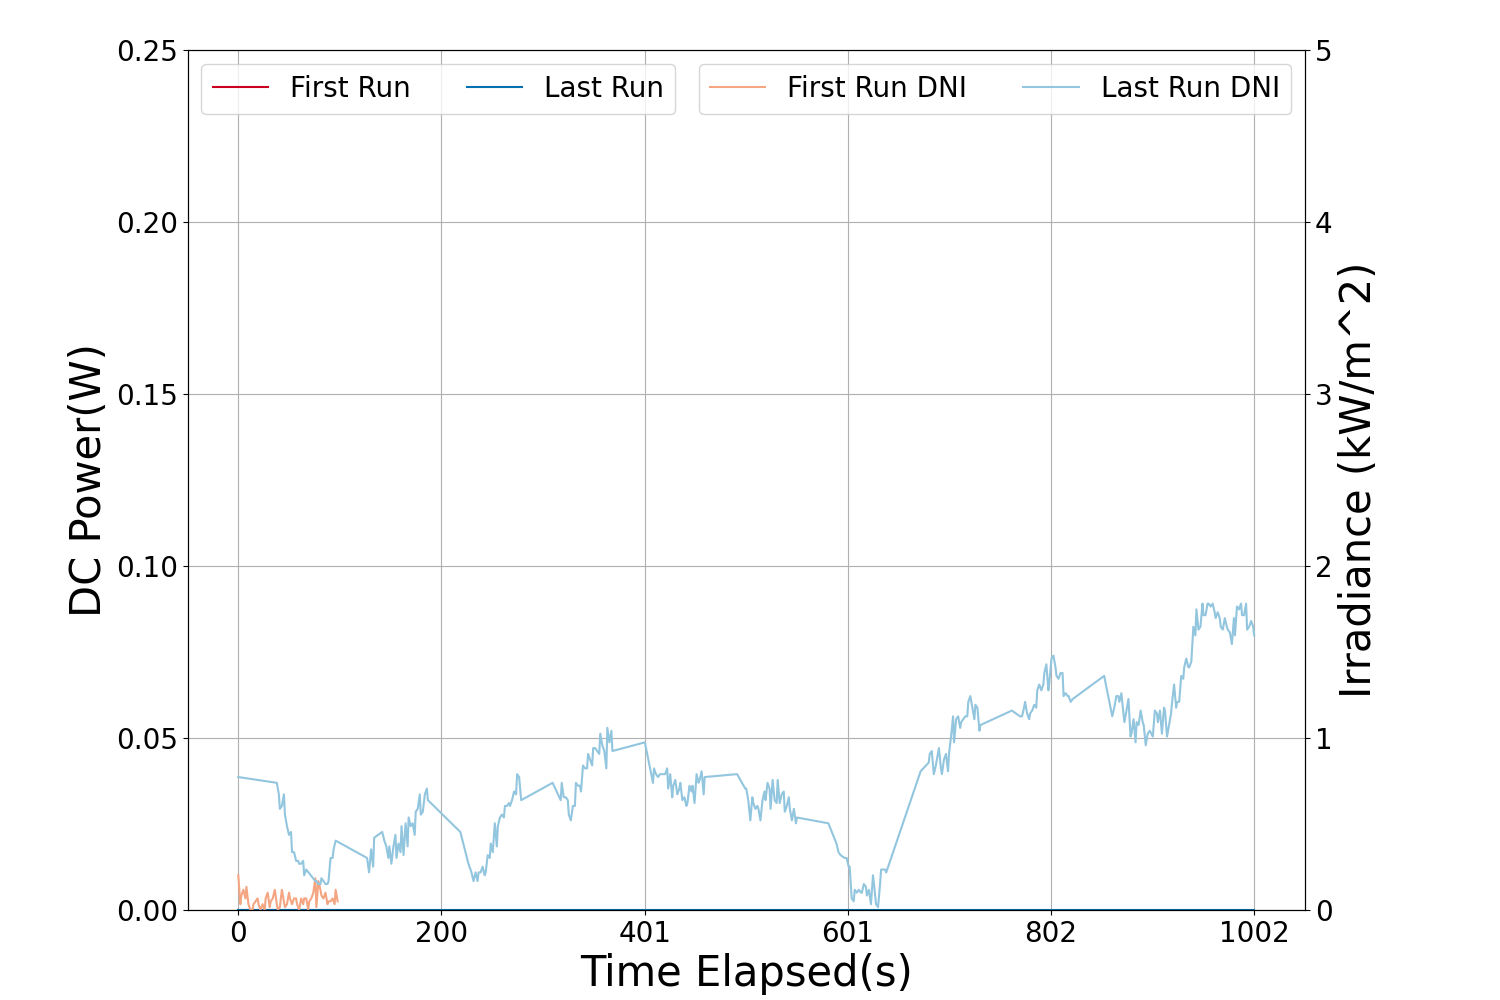 First Run
Last Run
First Run DNI
Last Run DNI
0.25
0.20
0.15
0.10
0.05
0.00
DC Power(W)
5
4
3
2
1
0
Irradiance (kW/m^2)
0
200
401
601
802
1002
Time Elapsed(s)